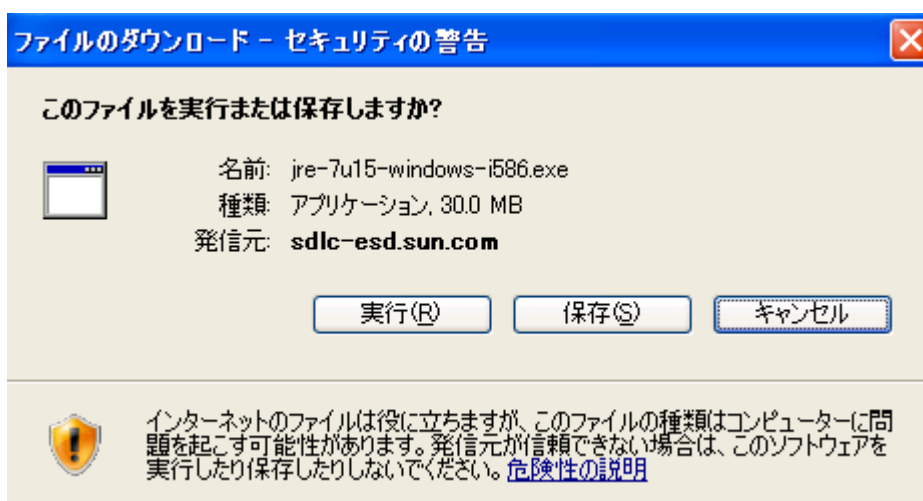 ファイルのダウンロード - セキュリティの警告
このファイルを実行または保存しますか?
名前: jre-7u15-windows-i586.exe
種類: アプリケーション, 30.0 MB
発信元: sdlc-esd.sun.com
実行(R) 保存(S) キャンセル
インターネットのファイルは役に立ちますが、このファイルの種類はコンピューターに問
題を起こす可能性があります。発信元が信頼できない場合は、このソフトウェアを
実行したり保存したりしないでください。危険性の説明